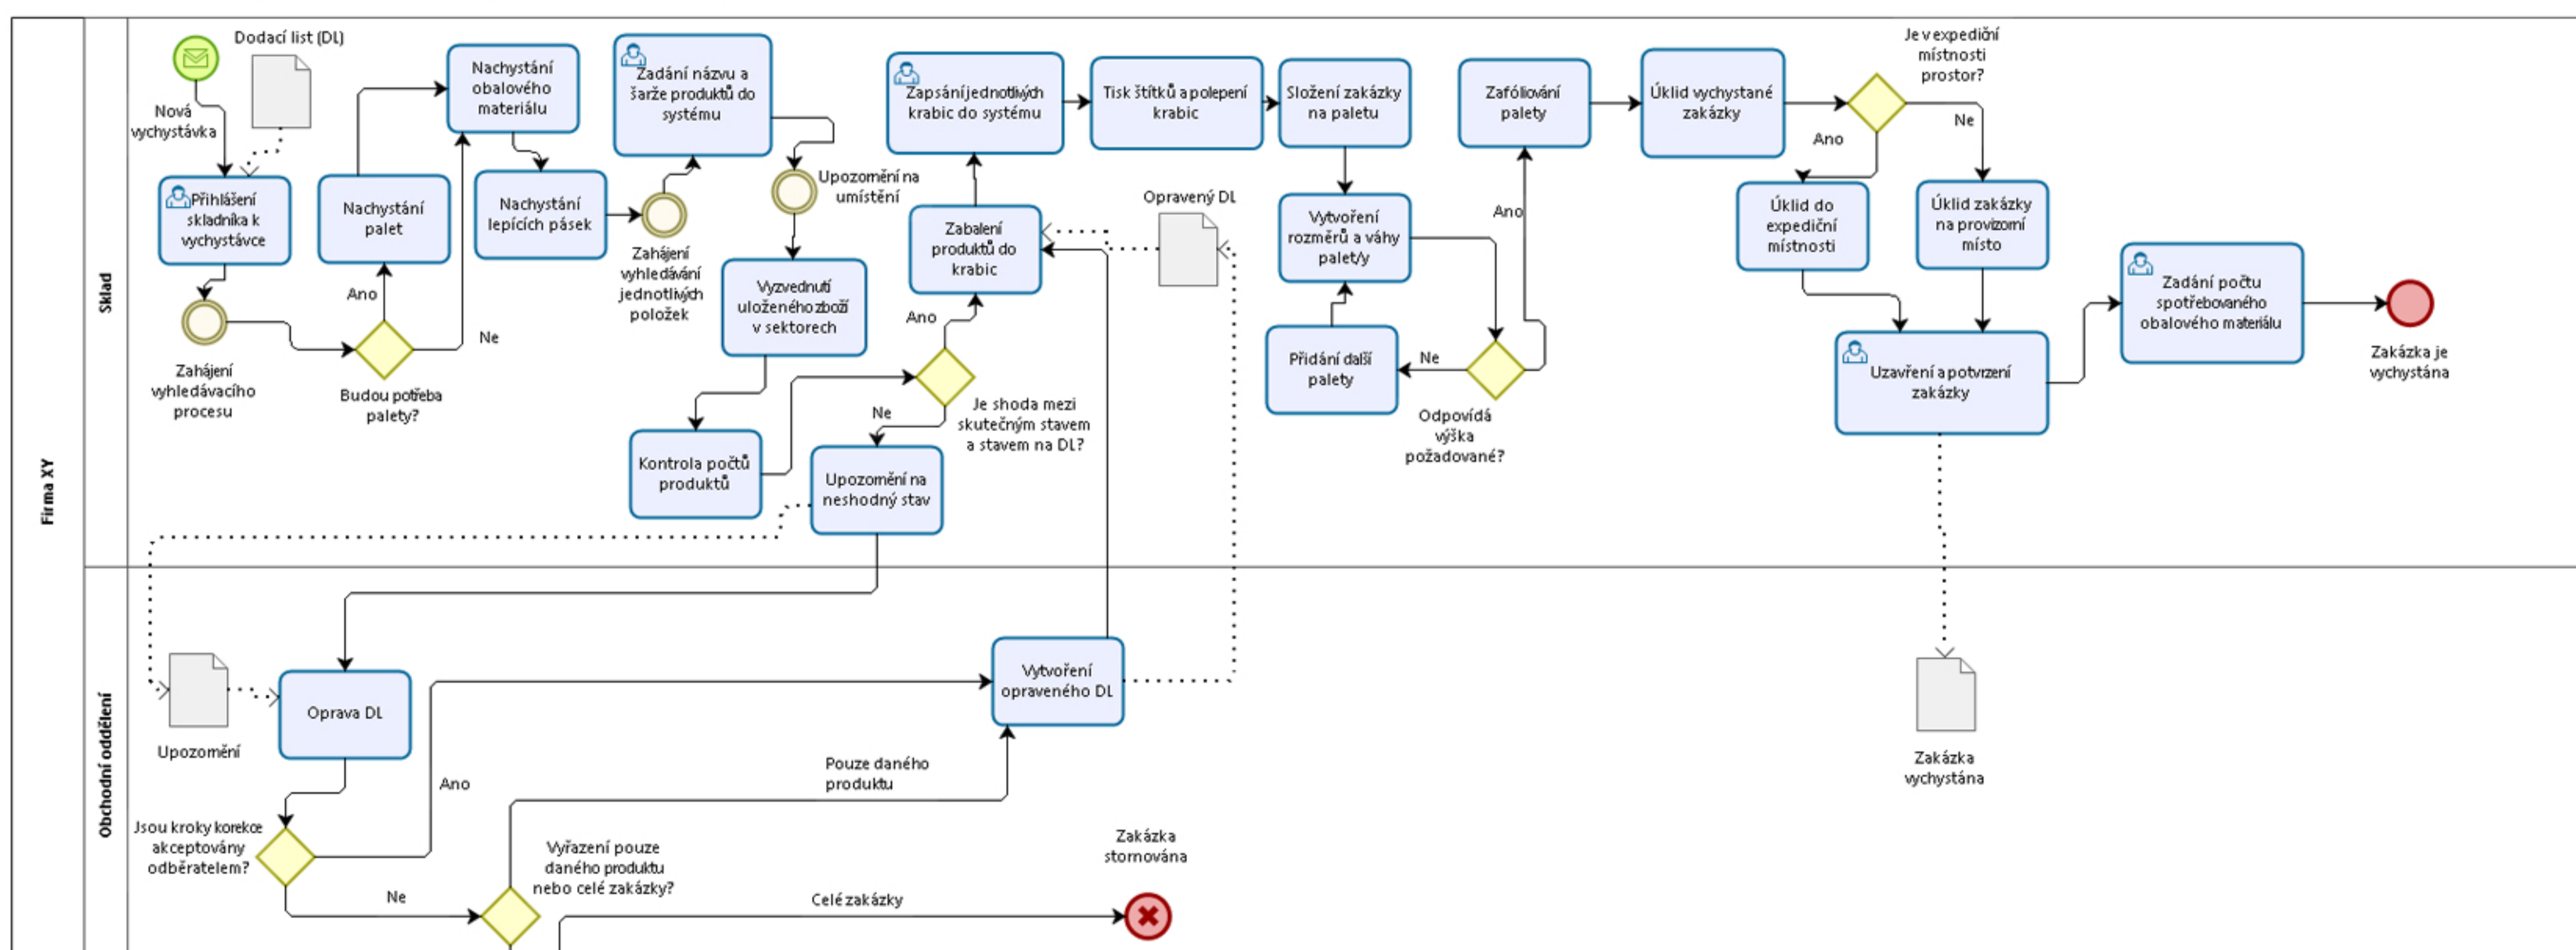 Firma XY
Sklad
Nová
vychystávka
Dodací list (DL)
Přihlášení
skladníka k
vychystávce
Zahájení
vyhledávacího
procesu
Nachystání
palet
Ano
Ne
Budou potřeba
palety?
Nachystání
obalového
materiálu
Nachystání
lepících pásek
Zahájení
vyhledávání
jednotlivých
položek
Zadání názvu a
šarže produktů do
systému
Upozornění na
umístění
Vyzvednutí
uloženého zboží
v sektorech
Kontrola počtů
produktů
Ano
Ne
Je shoda mezi
skutečným stavem
a stavem na DL?
Upozornění na
neshodný stav
Zabalení
produktů do
krabic
Zapsání jednotlivých
krabic do systému
Tisk štítků a polepení
krabic
Složení zakázky
na paletu
Opravený DL
Vytvoření
rozměrů a váhy
palet/y
Přidání další
palety
Ne
Ano
Odpovídá
výška
požadované?
Zafóliování
palety
Úklid vychystané
zakázky
Je v expediční
místnosti
prostor?
Ano
Ne
Úklid do
expediční
místnosti
Úklid zakázky
na provizorní
místo
Uzavření a potvrzení
zakázky
Zadání počtu
spotřebovaného
obalového materiálu
Zakázka je
vychystána
Obchodní oddělení
Upozornění
Oprava DL
Jsou kroky korekce
akceptovány
odběratelem?
Ano
Ne
Vyřazení pouze
daného produktu
nebo celé zakázky?
Pouze daného
produktu
Celé zakázky
Vytvoření
opraveného DL
Zakázka
stornována
Zakázka
vychystána